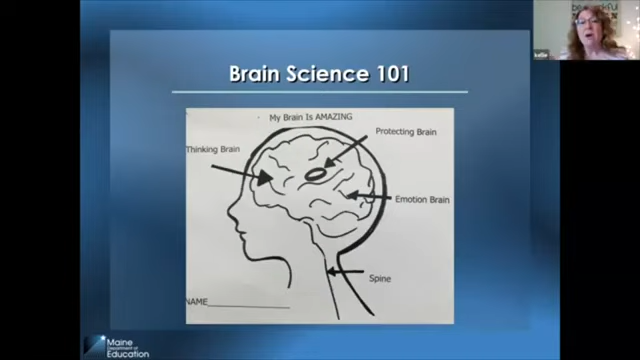 Brain Science 101
My Brain Is AMAZING
Protecting Brain
Thinking Brain
Emotion Brain
Spine
NAME
Maine
Department of
Education